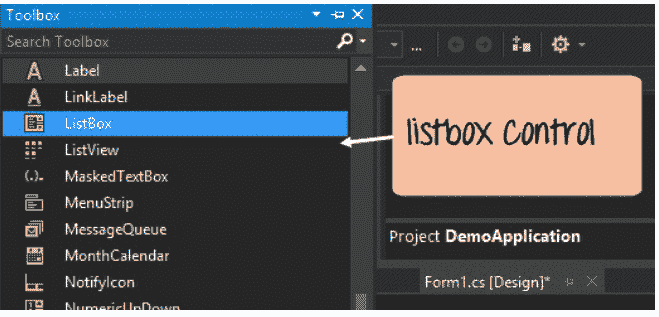 Toolbox
Search Toolbox
Label
LinkLabel
ListBox
ListView
MaskedTextBox
MenuStrip
MessageQueue
MonthCalendar
NotifyIcon
NumericUpDown
...
listbox Control
Project DemoApplication
Form1.cs [Design]*